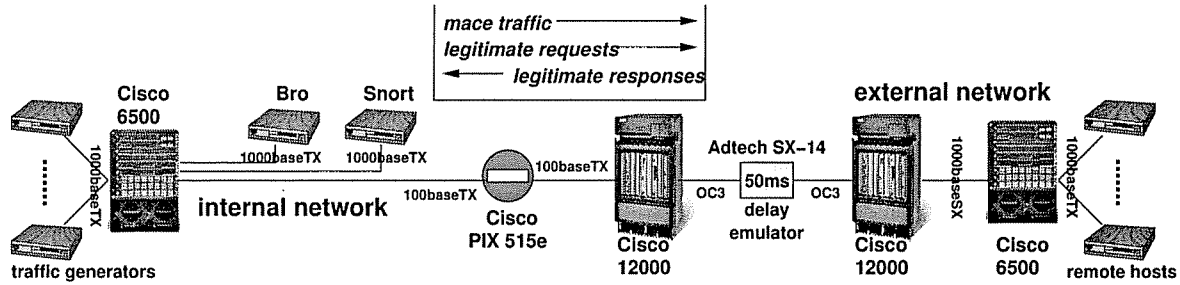 mace traffic
legitimate requests
legitimate responses
Cisco
6500
Bro
Snort
external network
1000baseTX
1000baseTX
1000baseTX
100baseTX
100baseTX
internal network
Cisco
PIX 515e
Adtech SX-14
OC3
50ms
OC3
delay
emulator
1000baseSX
1000baseTX
Cisco
12000
Cisco
12000
Cisco
6500
traffic generators
remote hosts